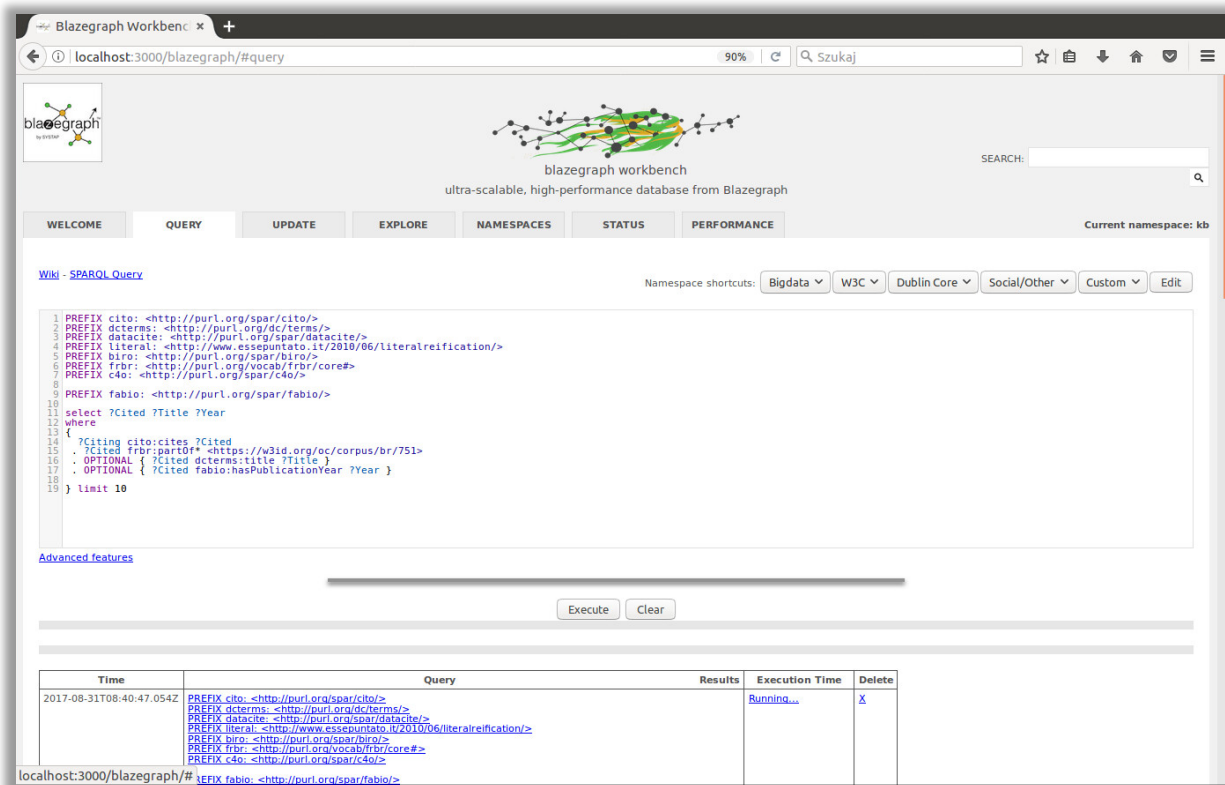 Blazegraph Workbenc × +
localhost:3000/blazegraph/#query 90% Szukaj
blazegraph
by SYSTAP
blazegraph workbench
ultra-scalable, high-performance database from Blazegraph
SEARCH:
WELCOME QUERY UPDATE EXPLORE NAMESPACES STATUS PERFORMANCE Current namespace: kb
Wiki - SPARQL Query
Namespace shortcuts: Bigdata W3C Dublin Core Social/Other Custom Edit
1 PREFIX cito: <http://purl.org/spar/cito/>
2 PREFIX dcterms: <http://purl.org/dc/terms/>
3 PREFIX datacite: <http://purl.org/spar/datacite/>
4 PREFIX literal: <http://www.essepuntato.it/2010/06/literalreification/>
5 PREFIX biro: <http://purl.org/spar/biro/>
6 PREFIX frbr: <http://purl.org/vocab/frbr/core#>
7 PREFIX c4o: <http://purl.org/spar/c4o/>
8
9 PREFIX fabio: <http://purl.org/spar/fabio/>
10
11 select ?Cited ?Title ?Year
12 where
13 {
14 ?Citing cito:cites ?Cited
15 . ?Cited frbr:partOf* <https://w3id.org/oc/corpus/br/751>
16 . OPTIONAL { ?Cited dcterms:title ?Title }
17 . OPTIONAL { ?Cited fabio:hasPublicationYear ?Year }
18
19 } limit 10
Advanced features
Execute Clear
Time Query Results Execution Time Delete
2017-08-31T08:40:47.054Z PREFIX cito: <http://purl.org/spar/cito/> Running... X
PREFIX dcterms: <http://purl.org/dc/terms/>
PREFIX datacite: <http://purl.org/spar/datacite/>
PREFIX literal: <http://www.essepuntato.it/2010/06/literalreification/>
PREFIX biro: <http://purl.org/spar/biro/>
PREFIX frbr: <http://purl.org/vocab/frbr/core#>
PREFIX c4o: <http://purl.org/spar/c4o/>
localhost:3000/blazegraph/# REFIX fabio: <http://purl.org/spar/fabio/>